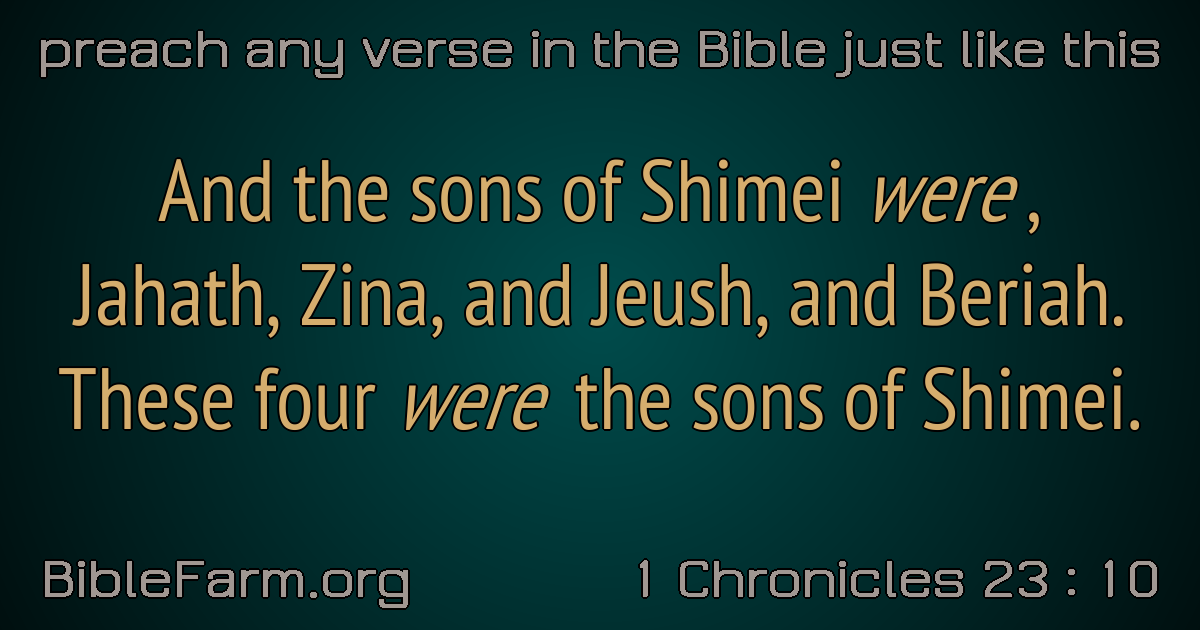 preach any verse in the Bible just like this
And the sons of Shimei were ,
Jahath, Zina, and Jeush, and Beriah.
These four were the sons of Shimei.
BibleFarm.org
1 Chronicles 23 : 10